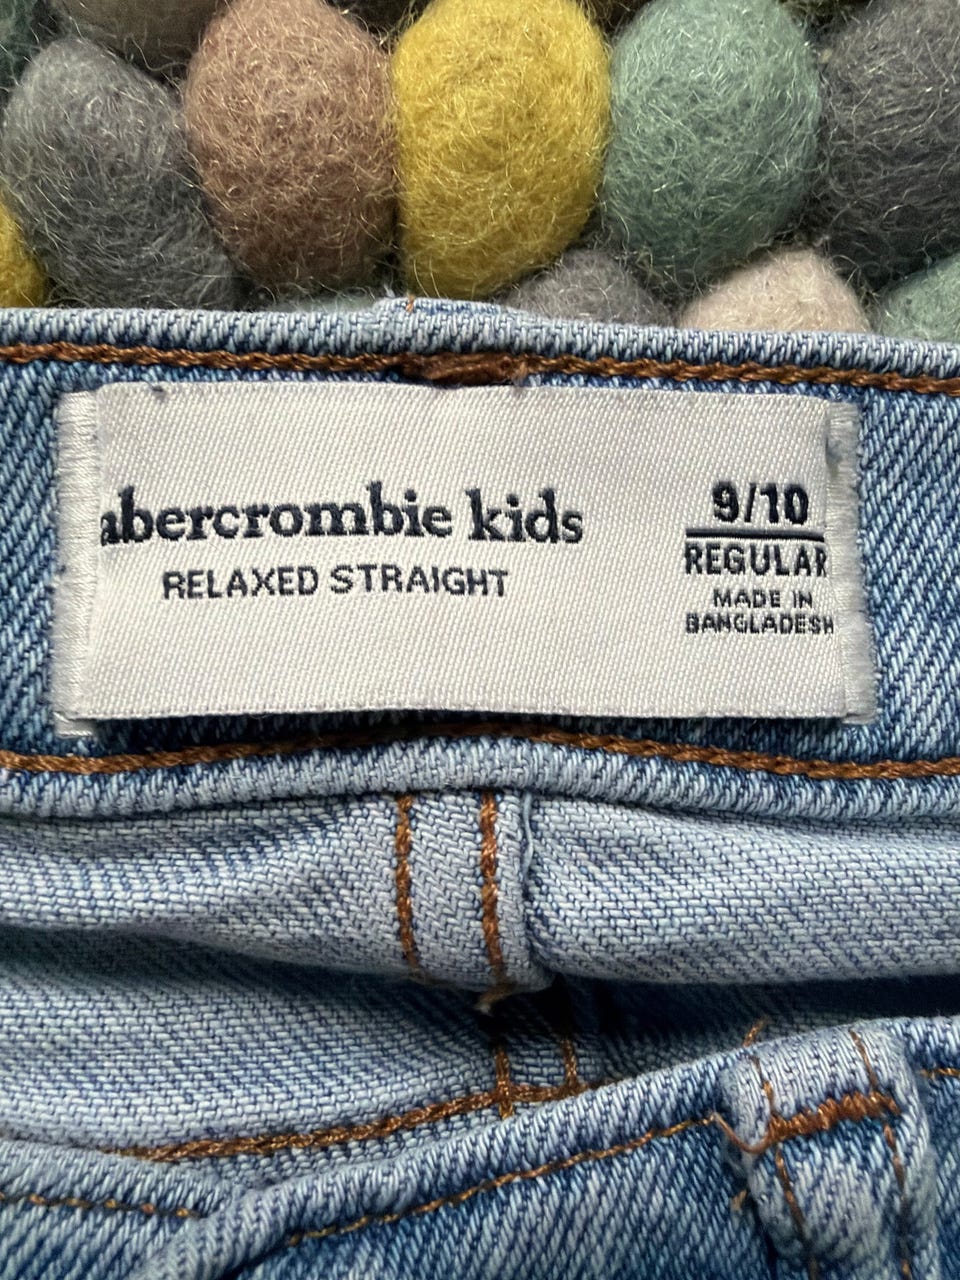 abercrombie kids
RELAXED STRAIGHT
9/10
REGULAR
MADE IN
BANGLADESH